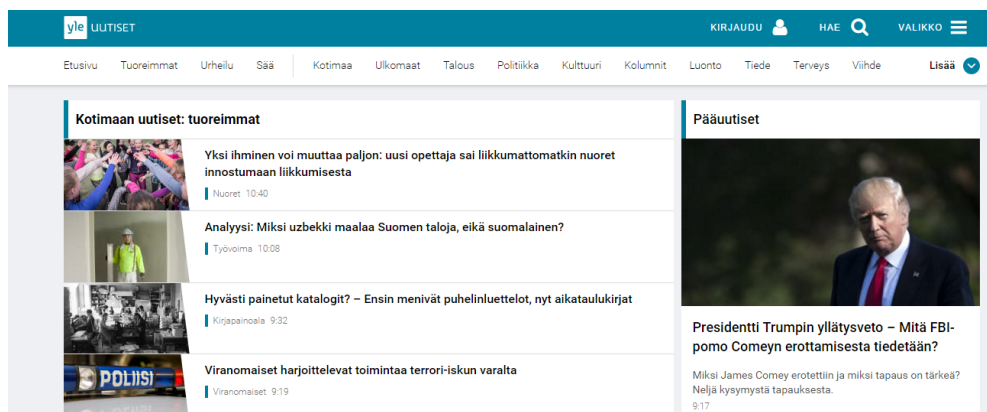 yle UUTISET
KIRJAUDU
HAE
VALIKKO
Etusivu Tuoreimmat Urheilu Sää Kotimaa Ulkomaat Talous Politiikka Kulttuuri Kolumnit Luonto Tiede Terveys Viihde Lisää
Kotimaan uutiset: tuoreimmat
Yksi ihminen voi muuttaa paljon: uusi opettaja sai liikkumattomatkin nuoret
innostumaan liikkumisesta
Nuoret 10:40
Analyysi: Miksi uzbekki maalaa Suomen taloja, eikä suomalainen?
Työvoima 10:08
Hyvästi painetut katalogit? – Ensin menivät puhelinluettelot, nyt aikataulukirjat
Kirjapainoala 9:32
POLIISI
Viranomaiset harjoittelevat toimintaa terrori-iskun varalta
Viranomaiset 9:19
Pääuutiset
Presidentti Trumpin yllätysveto – Mitä FBI-
pomo Comeyn erottamisesta tiedetään?
Miksi James Comey erotettiin ja miksi tapaus on tärkeä?
Neljä kysymystä tapauksesta.
9:17